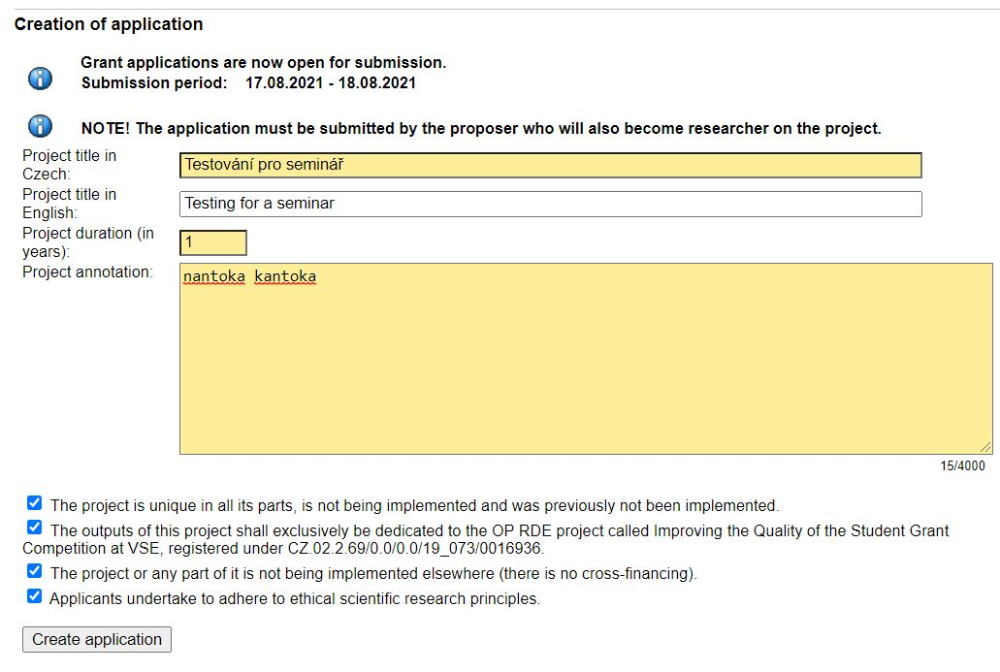 Creation of application
Grant applications are now open for submission.
Submission period: 17.08.2021 - 18.08.2021
NOTE! The application must be submitted by the proposer who will also become researcher on the project.
Project title in
Czech:
Testování pro seminář
Project title in
English:
Testing for a seminar
Project duration (in
years):
1
Project annotation:
nantoka kantoka
15/4000
The project is unique in all its parts, is not being implemented and was previously not been implemented.
The outputs of this project shall exclusively be dedicated to the OP RDE project called Improving the Quality of the Student Grant
Competition at VSE, registered under CZ.02.2.69/0.0/0.0/19_073/0016936.
The project or any part of it is not being implemented elsewhere (there is no cross-financing).
Applicants undertake to adhere to ethical scientific research principles.
Create application